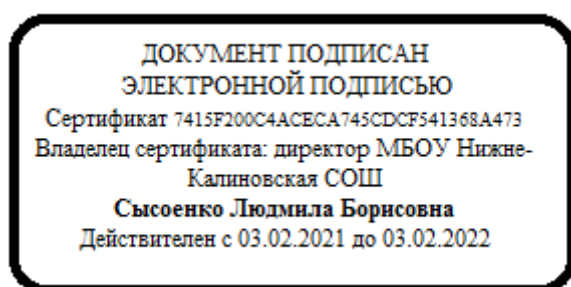 ДОКУМЕНТ ПОДПИСАН
ЭЛЕКТРОННОЙ ПОДПИСЬЮ
Сертификат 7415F200C4ACECA745CDCF541368A473
Владелец сертификата: директор МБОУ Нижне-
Калиновская СОШ
Сысоенко Людмила Борисовна
Действителен с 03.02.2021 до 03.02.2022